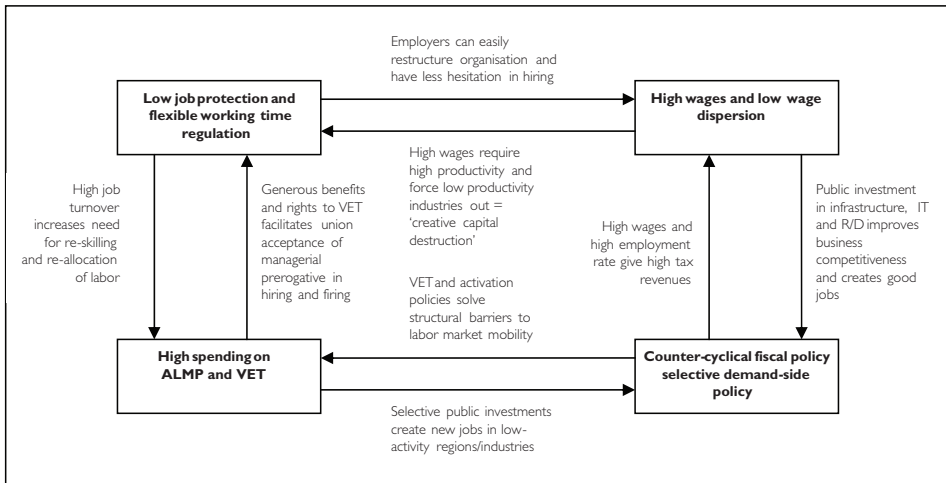 Employers can easily
restructure organisation and
have less hesitation in hiring
Low job protection and
flexible working time
regulation
High wages and low wage
dispersion
High job
turnover
increases need
for re-skilling
and re-allocation
of labor
Generous benefits
and rights to VET
facilitates union
acceptance of
managerial
prerogative in
hiring and firing
High wages require
high productivity and
force low productivity
industries out =
‘creative capital
destruction’
VET and activation
policies solve
structural barriers to
labor market mobility
High wages and
high employment
rate give high tax
revenues
Public investment
in infrastructure, IT
and R/D improves
business
competitiveness
and creates good
jobs
High spending on
ALMP and VET
Counter-cyclical fiscal policy
selective demand-side
policy
Selective public investments
create new jobs in low-
activity regions/industries